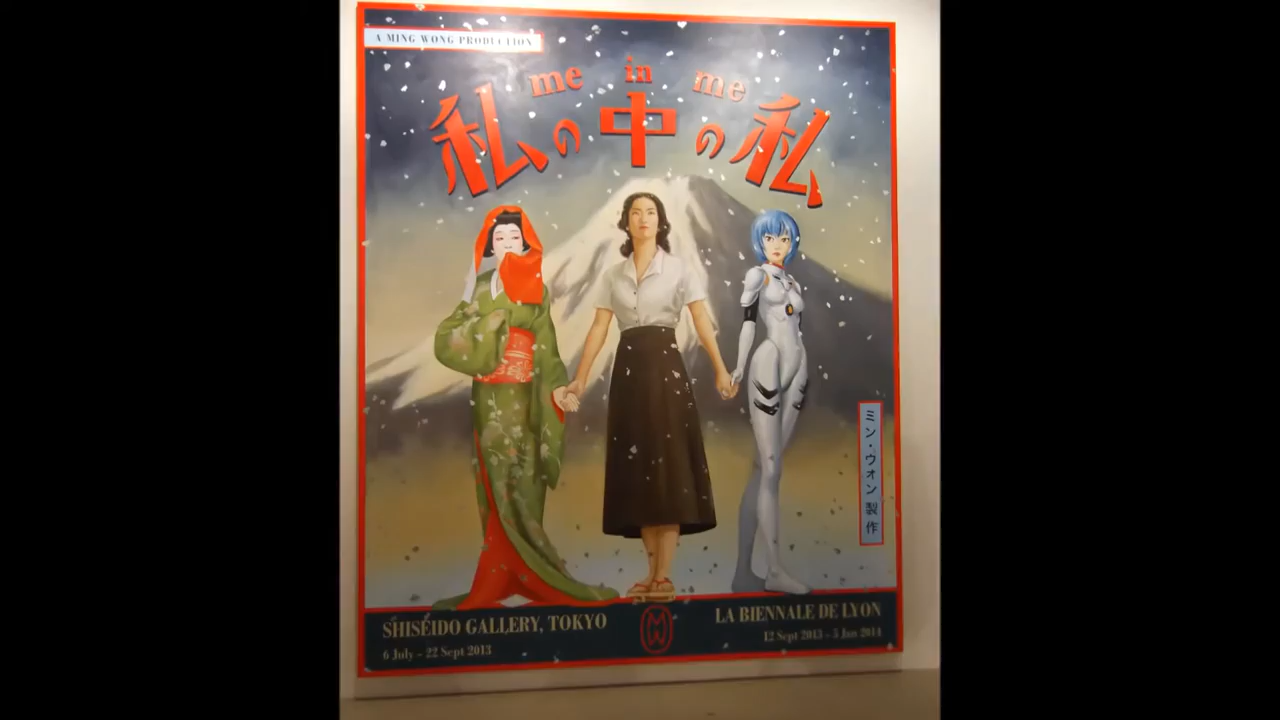 A MING WONG PRODUCTION
me in me
私の中の私
ミン・ウォン製作
SHISEIDO GALLERY, TOKYO
6 July - 22 Sept 2013
LA BIENNALE DE LYON
12 Sept 2013 - 5 Jan 2014